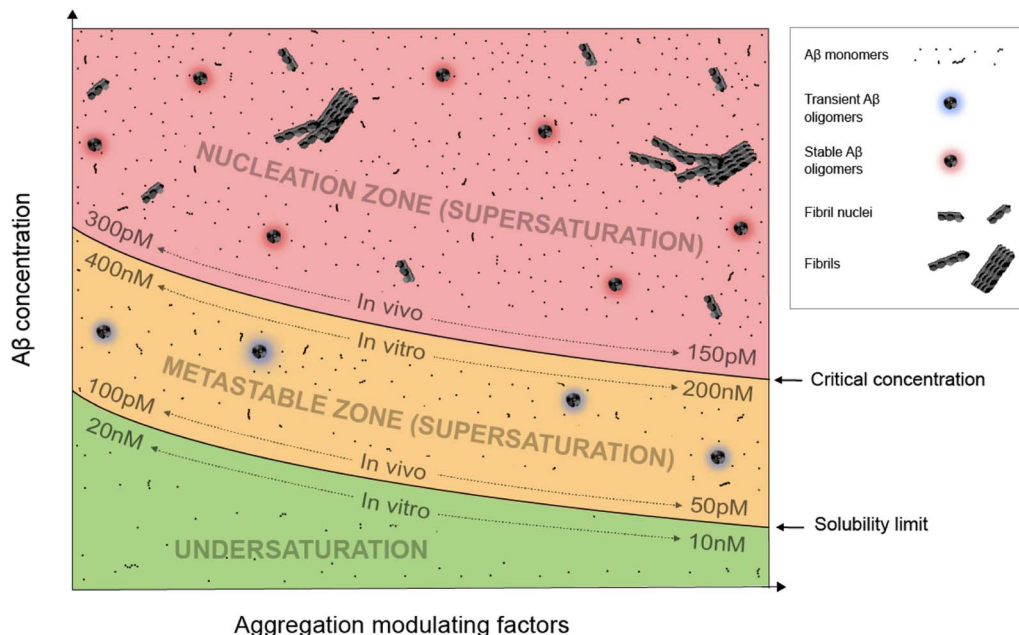 Aβ concentration
NUCLEATION ZONE (SUPERSATURATION)
300pM
In vivo
150pM
400nM
In vitro
200nM
METASTABLE ZONE (SUPERSATURATION)
100pM
In vivo
50pM
20nM
In vitro
10nM
UNDERSATURATION
Aggregation modulating factors
Aβ monomers
Transient Aβ
oligomers
Stable Aβ
oligomers
Fibril nuclei
Fibrils
Critical concentration
Solubility limit